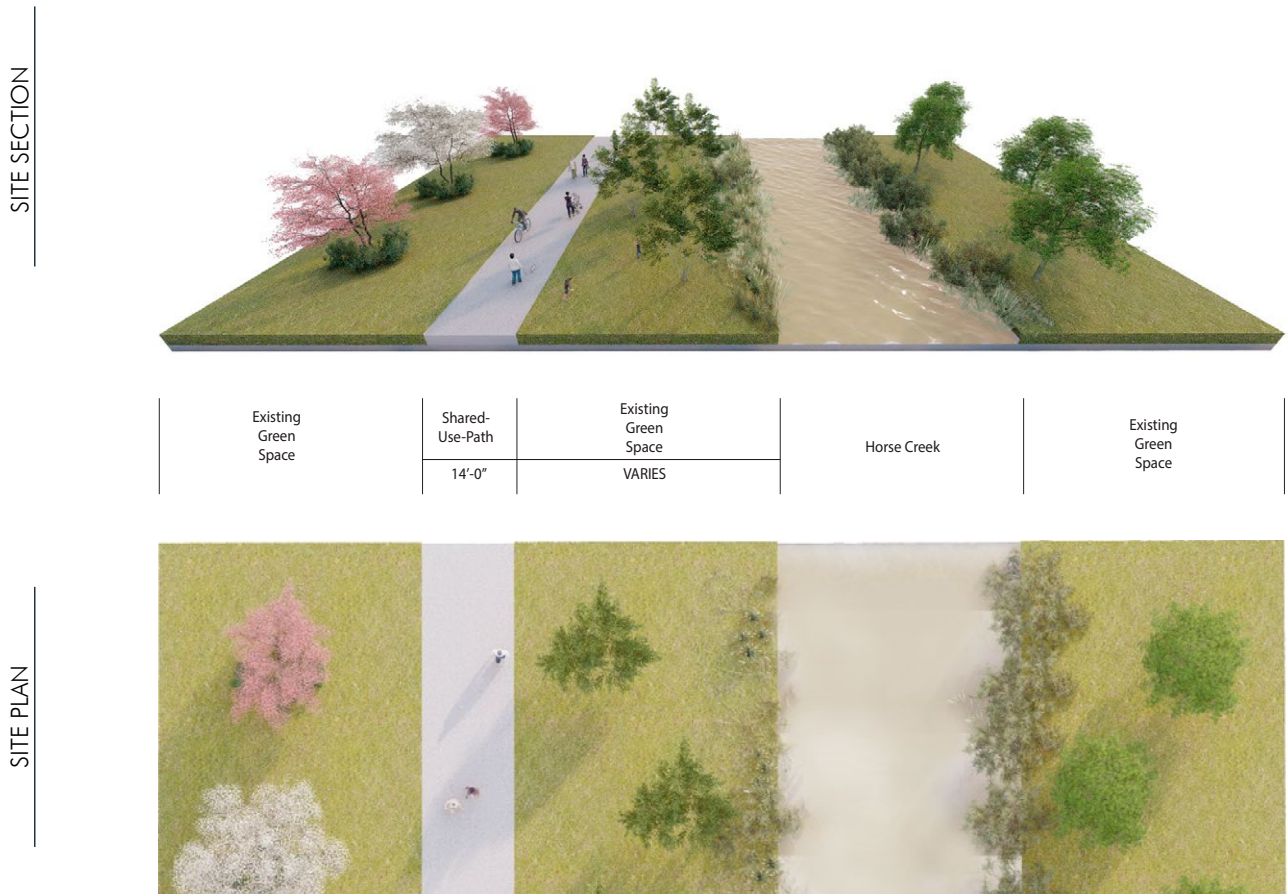 SITE SECTION
Existing
Green
Space
Shared-
Use-Path
14’-0”
Existing
Green
Space
VARIES
Horse Creek
Existing
Green
Space
SITE PLAN